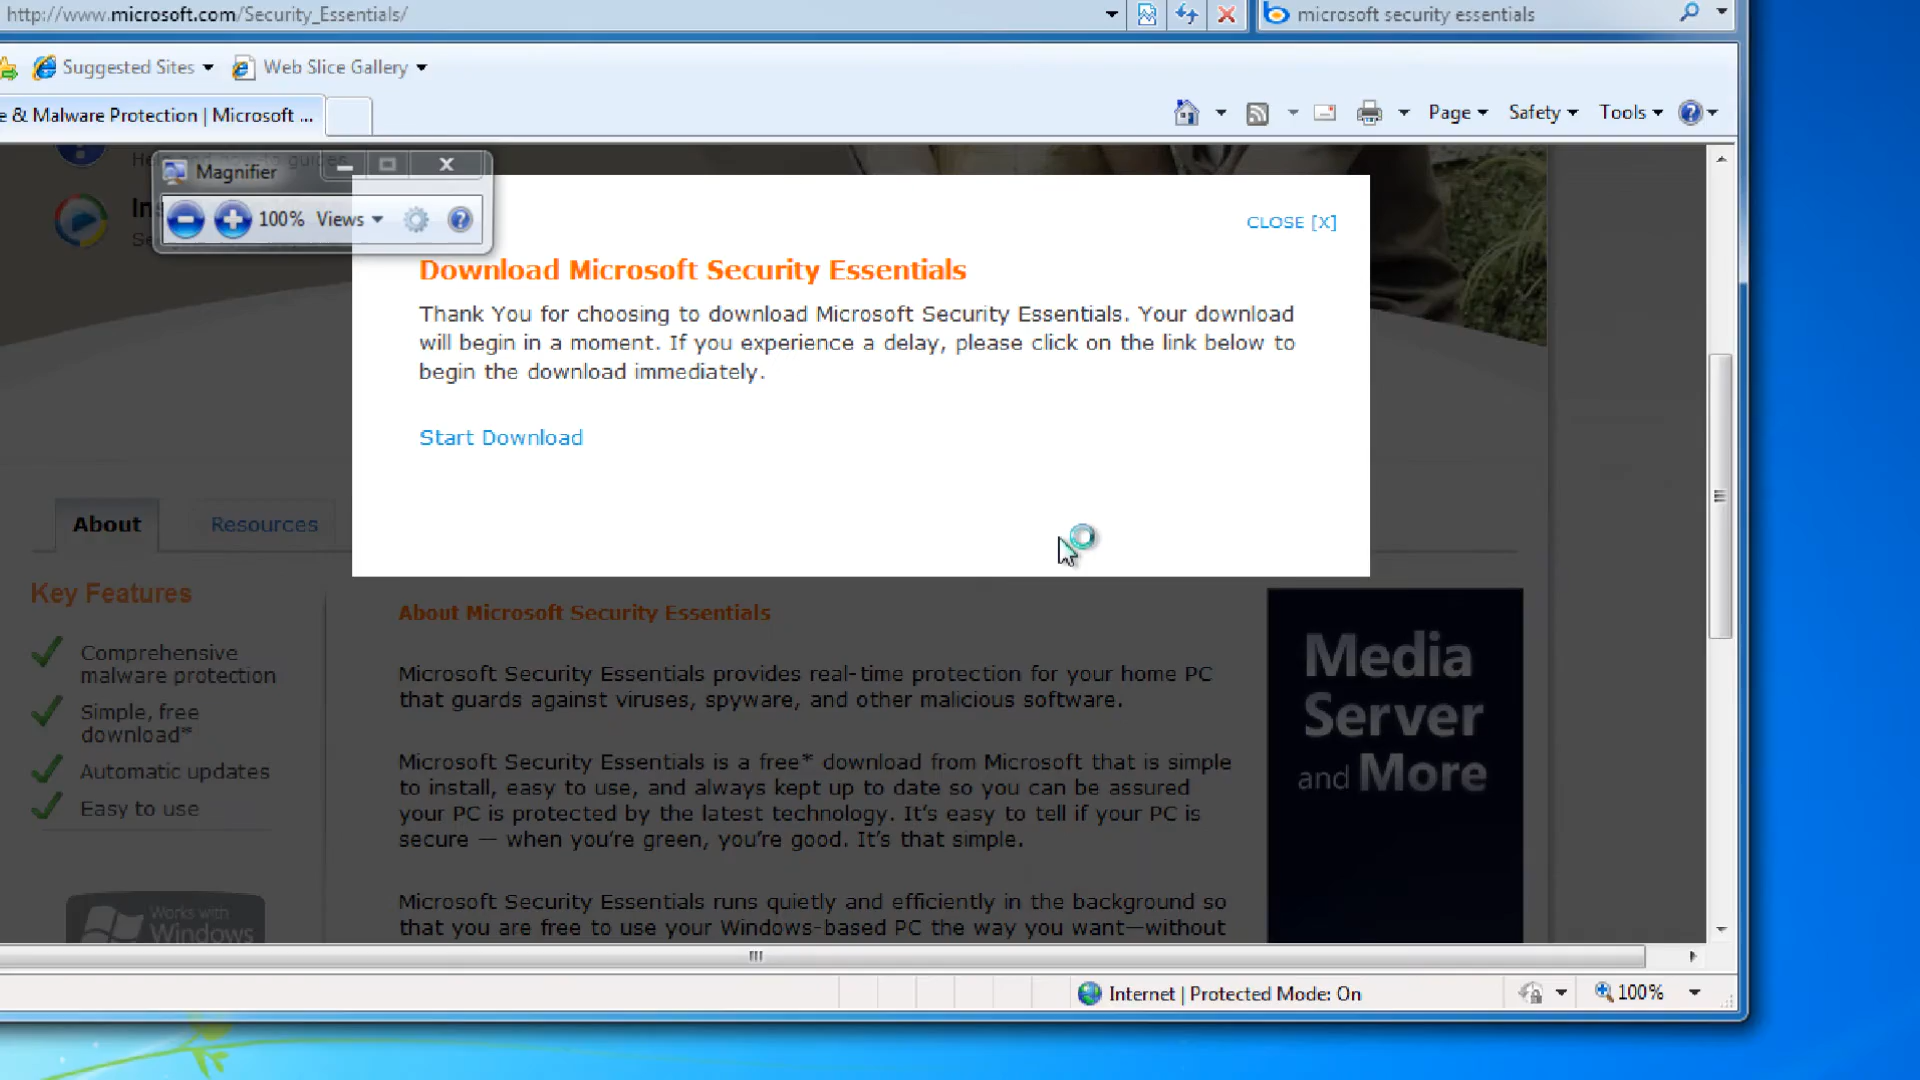 http://www.microsoft.com/Security_Essentials/
microsoft security essentials
Suggested Sites
Web Slice Gallery
e & Malware Protection | Microsoft ...
Page
Safety
Tools
Magnifier
100% Views
CLOSE [X]
Download Microsoft Security Essentials
Thank You for choosing to download Microsoft Security Essentials. Your download
will begin in a moment. If you experience a delay, please click on the link below to
begin the download immediately.
Start Download
About
Resources
Key Features
Comprehensive
malware protection
Simple, free
download*
Automatic updates
Easy to use
Works with
Windows
About Microsoft Security Essentials
Microsoft Security Essentials provides real-time protection for your home PC
that guards against viruses, spyware, and other malicious software.
Microsoft Security Essentials is a free* download from Microsoft that is simple
to install, easy to use, and always kept up to date so you can be assured
your PC is protected by the latest technology. It’s easy to tell if your PC is
secure — when you’re green, you’re good. It’s that simple.
Microsoft Security Essentials runs quietly and efficiently in the background so
that you are free to use your Windows-based PC the way you want—without
Media
Server
and More
Internet | Protected Mode: On
100%